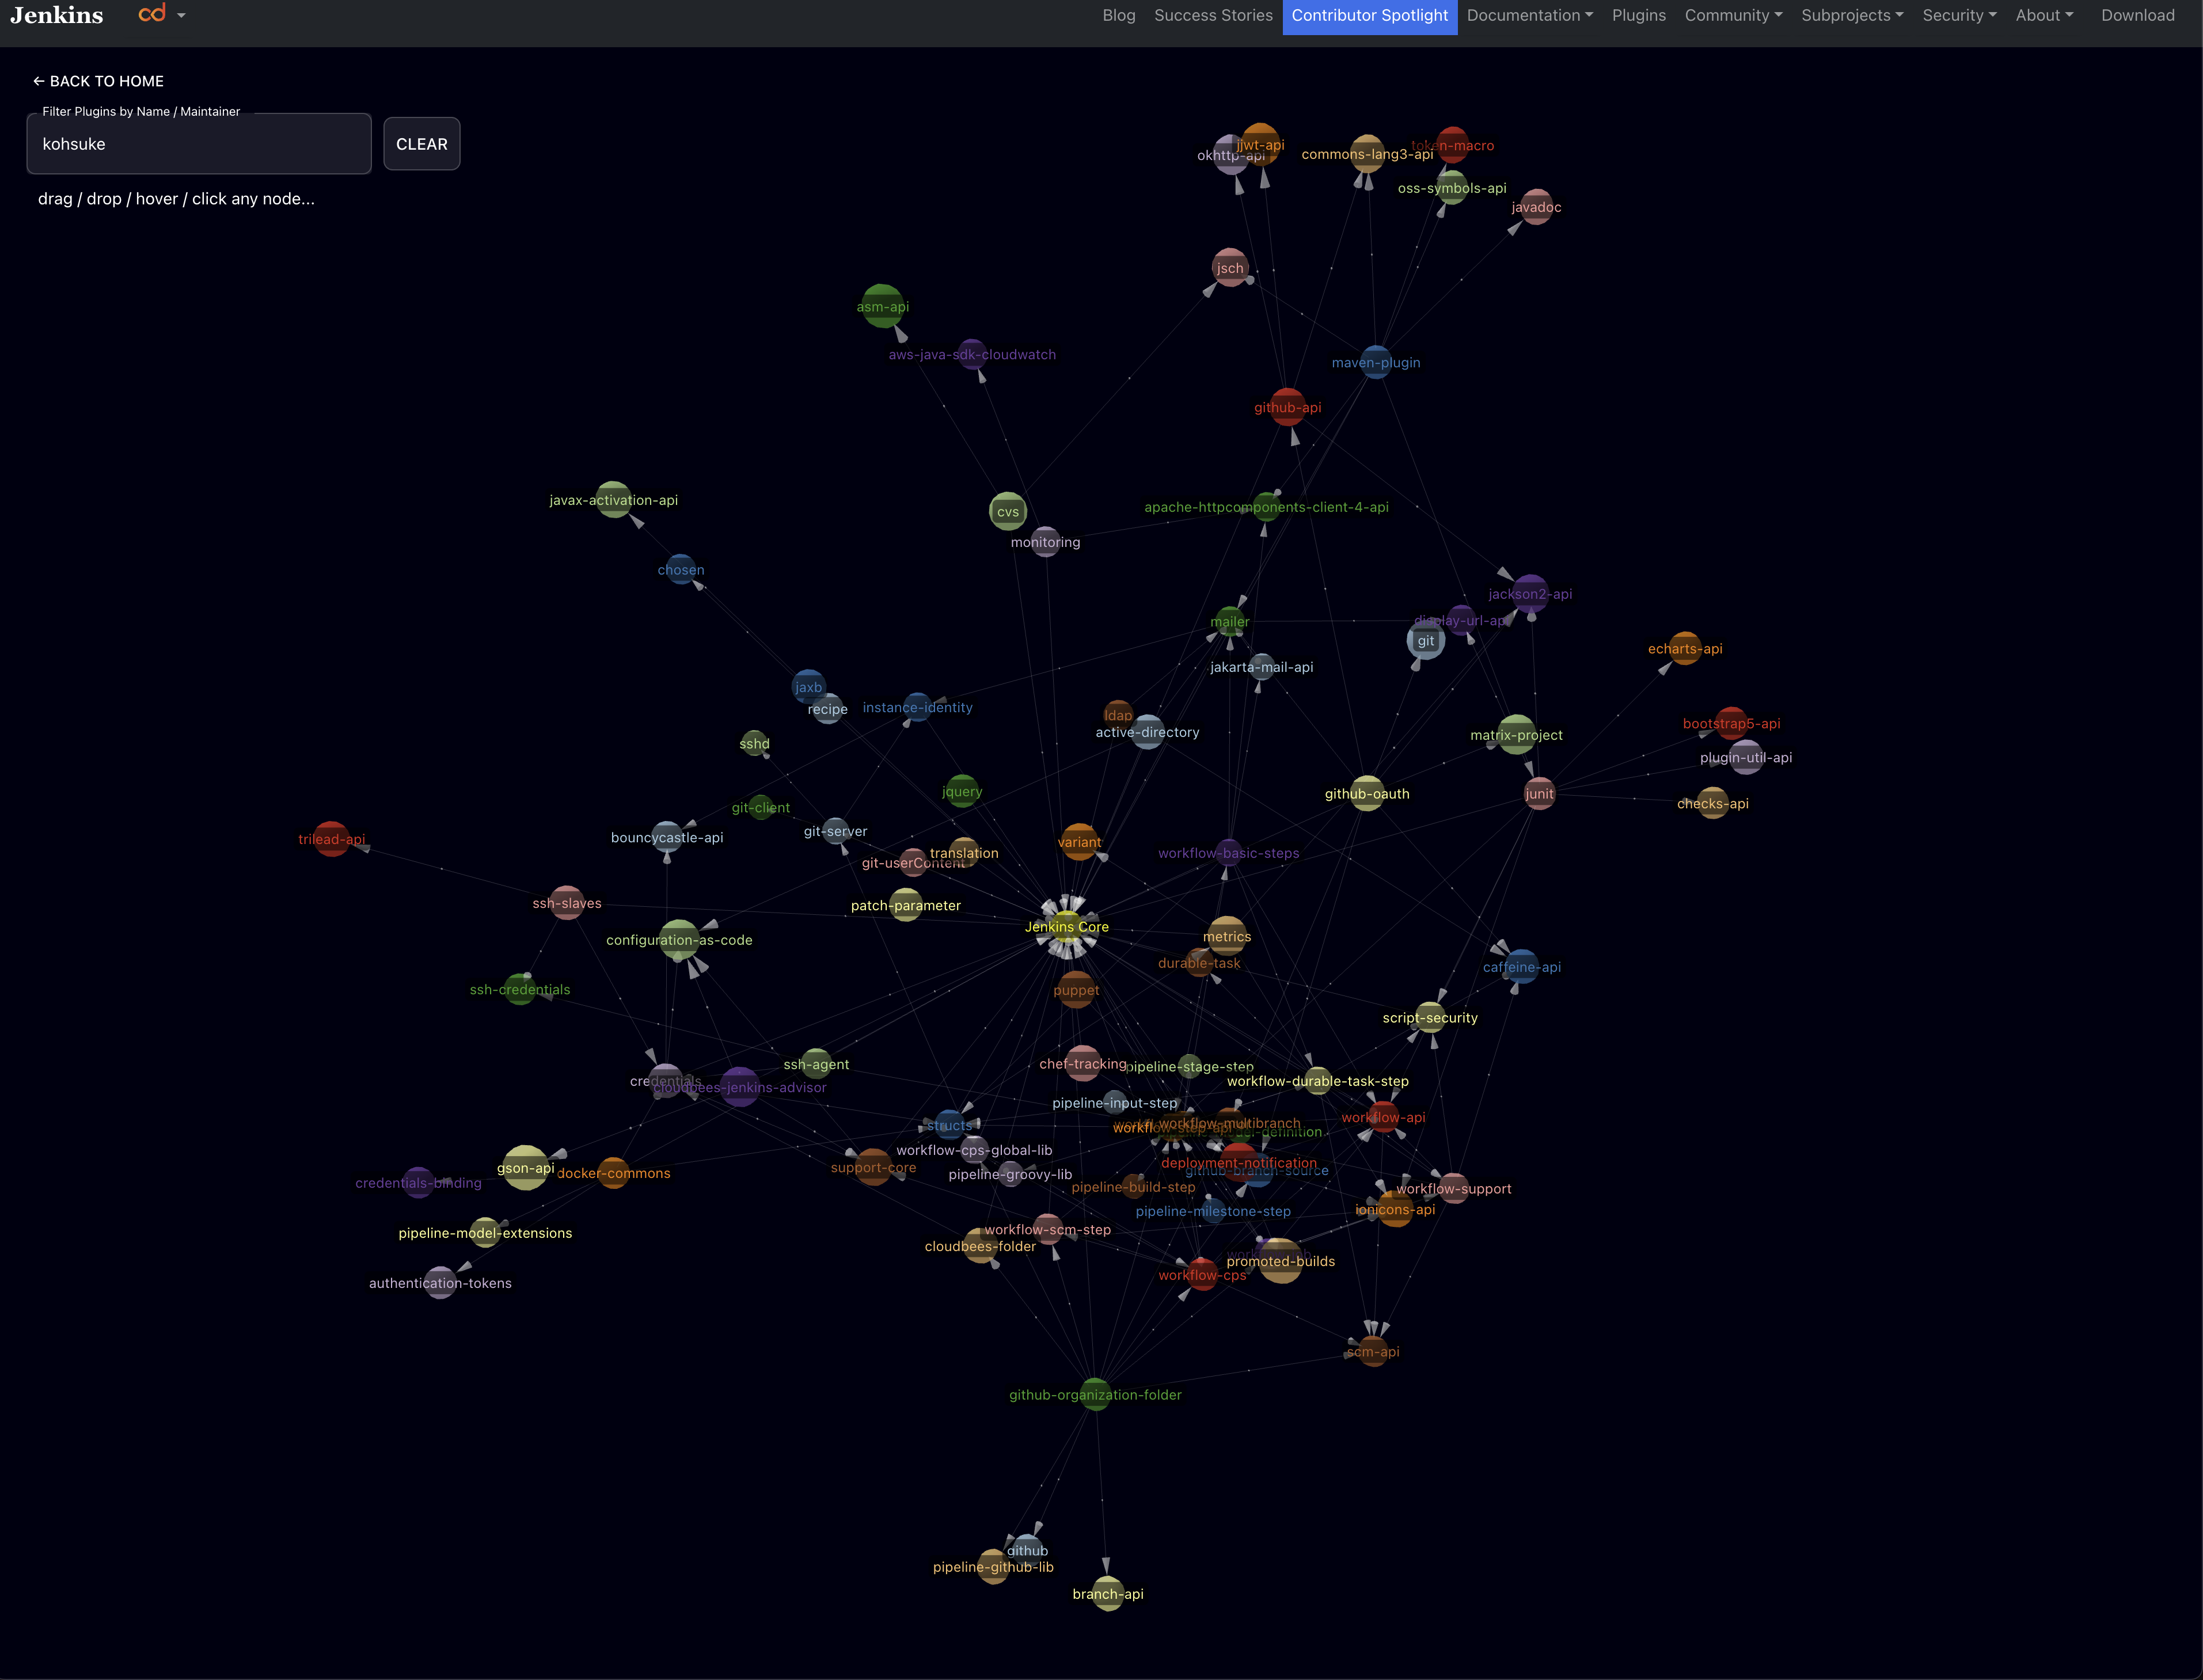 Jenkins
cd
Blog
Success Stories
Contributor Spotlight
Documentation
Plugins
Community
Subprojects
Security
About
Download
← BACK TO HOME
Filter Plugins by Name / Maintainer
kohsuke
CLEAR
drag / drop / hover / click any node...
okhttp-api
jjwt-api
commons-lang3-api
token-macro
oss-symbols-api
javadoc
jsch
asm-api
aws-java-sdk-cloudwatch
maven-plugin
github-api
javax-activation-api
cvs
apache-httpcomponents-client-4-api
monitoring
chosen
jackson2-api
mailer
display-url-api
git
echarts-api
jakarta-mail-api
jaxb
recipe
instance-identity
ldap
active-directory
bootstrap5-api
matrix-project
sshd
plugin-util-api
jquery
github-oauth
junit
checks-api
git-client
git-server
bouncycastle-api
trilead-api
variant
translation
git-userContent
workflow-basic-steps
ssh-slaves
patch-parameter
Jenkins Core
metrics
configuration-as-code
durable-task
caffeine-api
ssh-credentials
puppet
script-security
ssh-agent
chef-tracking
pipeline-stage-step
credentials
cloudbees-jenkins-advisor
workflow-durable-task-step
pipeline-input-step
workflow-api
structs
workflow-multibranch
workflow-step-api
workflow-cps-global-lib
deployment-notification
github-branch-source
support-core
gson-api
docker-commons
pipeline-groovy-lib
credentials-binding
pipeline-build-step
workflow-support
pipeline-milestone-step
ionicons-api
workflow-scm-step
pipeline-model-extensions
cloudbees-folder
promoted-builds
workflow-cps
authentication-tokens
scm-api
github-organization-folder
github
pipeline-github-lib
branch-api